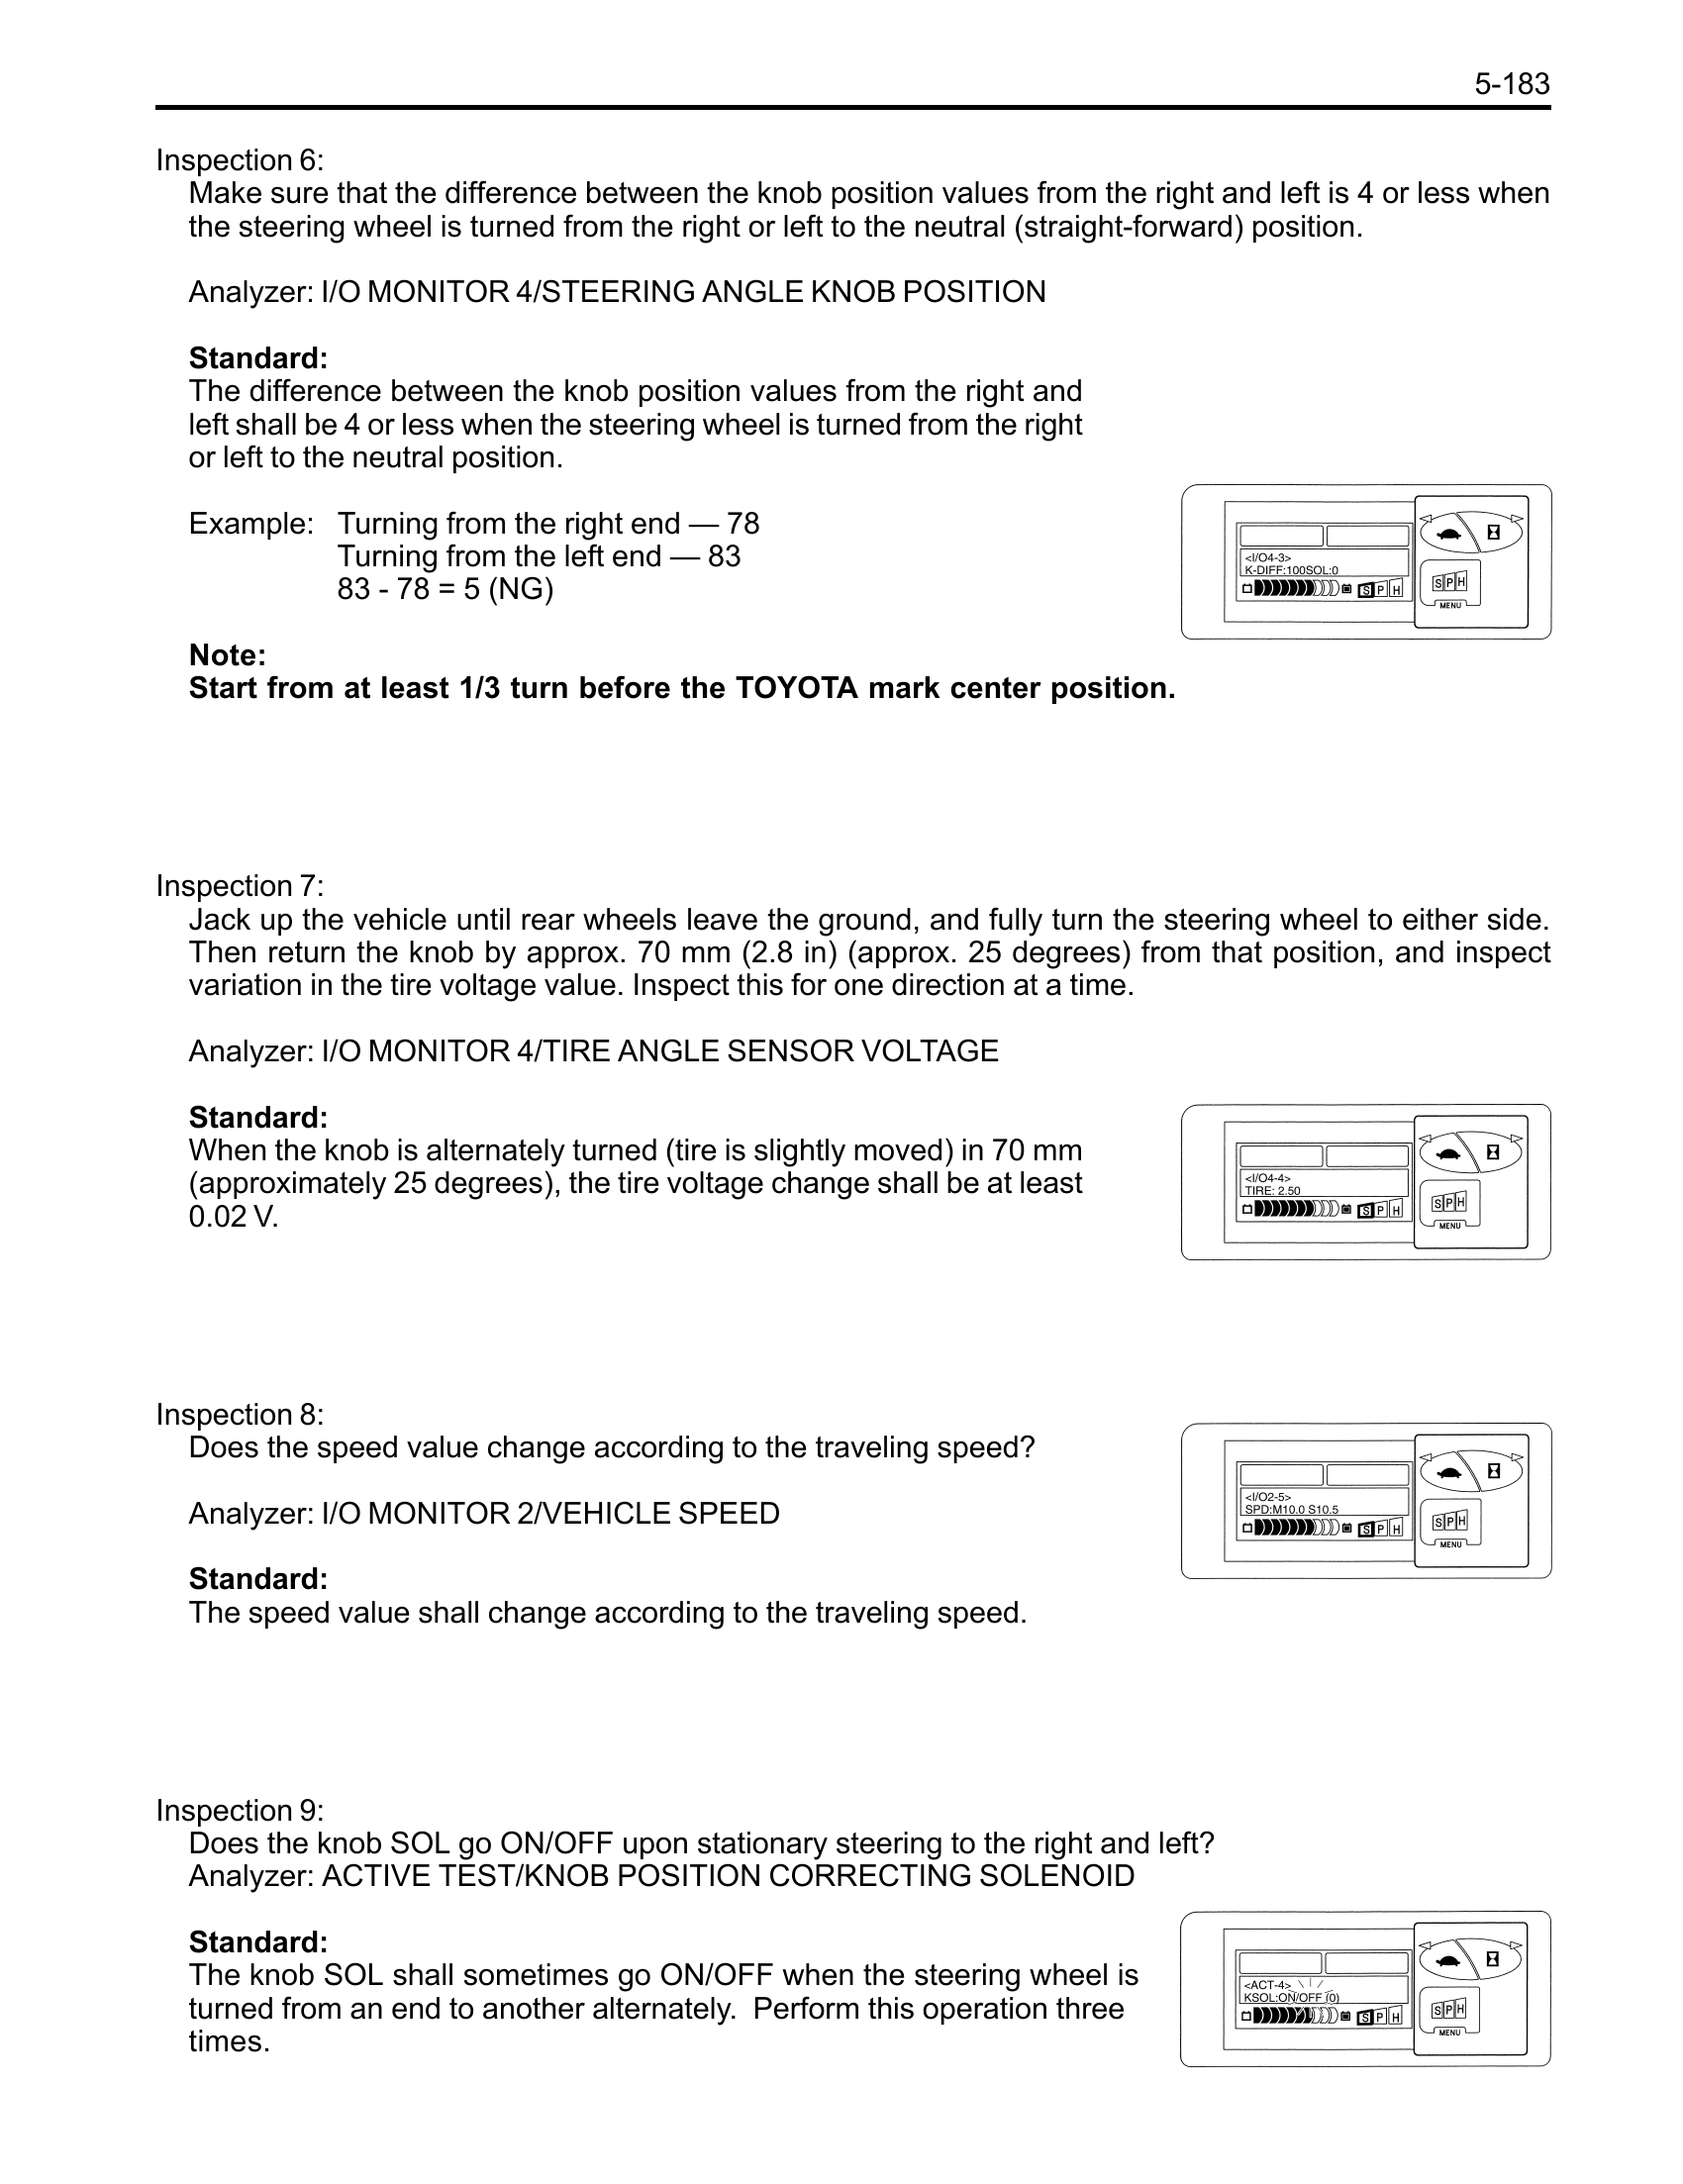 5-183
Inspection 6:
Make sure that the difference between the knob position values from the right and left is 4 or less when
the steering wheel is turned from the right or left to the neutral (straight-forward) position.
Analyzer: I/O MONITOR 4/STEERING ANGLE KNOB POSITION
Standard:
The difference between the knob position values from the right and
left shall be 4 or less when the steering wheel is turned from the right
or left to the neutral position.
Example: Turning from the right end — 78
Turning from the left end — 83
83 - 78 = 5 (NG)
<I/O4-3>
K-DIFF:100SOL:0
S P H
S P H
MENU
Note:
Start from at least 1/3 turn before the TOYOTA mark center position.
Inspection 7:
Jack up the vehicle until rear wheels leave the ground, and fully turn the steering wheel to either side.
Then return the knob by approx. 70 mm (2.8 in) (approx. 25 degrees) from that position, and inspect
variation in the tire voltage value. Inspect this for one direction at a time.
Analyzer: I/O MONITOR 4/TIRE ANGLE SENSOR VOLTAGE
Standard:
When the knob is alternately turned (tire is slightly moved) in 70 mm
(approximately 25 degrees), the tire voltage change shall be at least
0.02 V.
<I/O4-4>
TIRE: 2.50
S P H
S P H
MENU
Inspection 8:
Does the speed value change according to the traveling speed?
Analyzer: I/O MONITOR 2/VEHICLE SPEED
Standard:
The speed value shall change according to the traveling speed.
<I/O2-5>
SPD:M10.0 S10.5
S P H
S P H
MENU
Inspection 9:
Does the knob SOL go ON/OFF upon stationary steering to the right and left?
Analyzer: ACTIVE TEST/KNOB POSITION CORRECTING SOLENOID
Standard:
The knob SOL shall sometimes go ON/OFF when the steering wheel is
turned from an end to another alternately. Perform this operation three
times.
<ACT-4>
KSOL:ON/OFF (0)
S P H
S P H
MENU